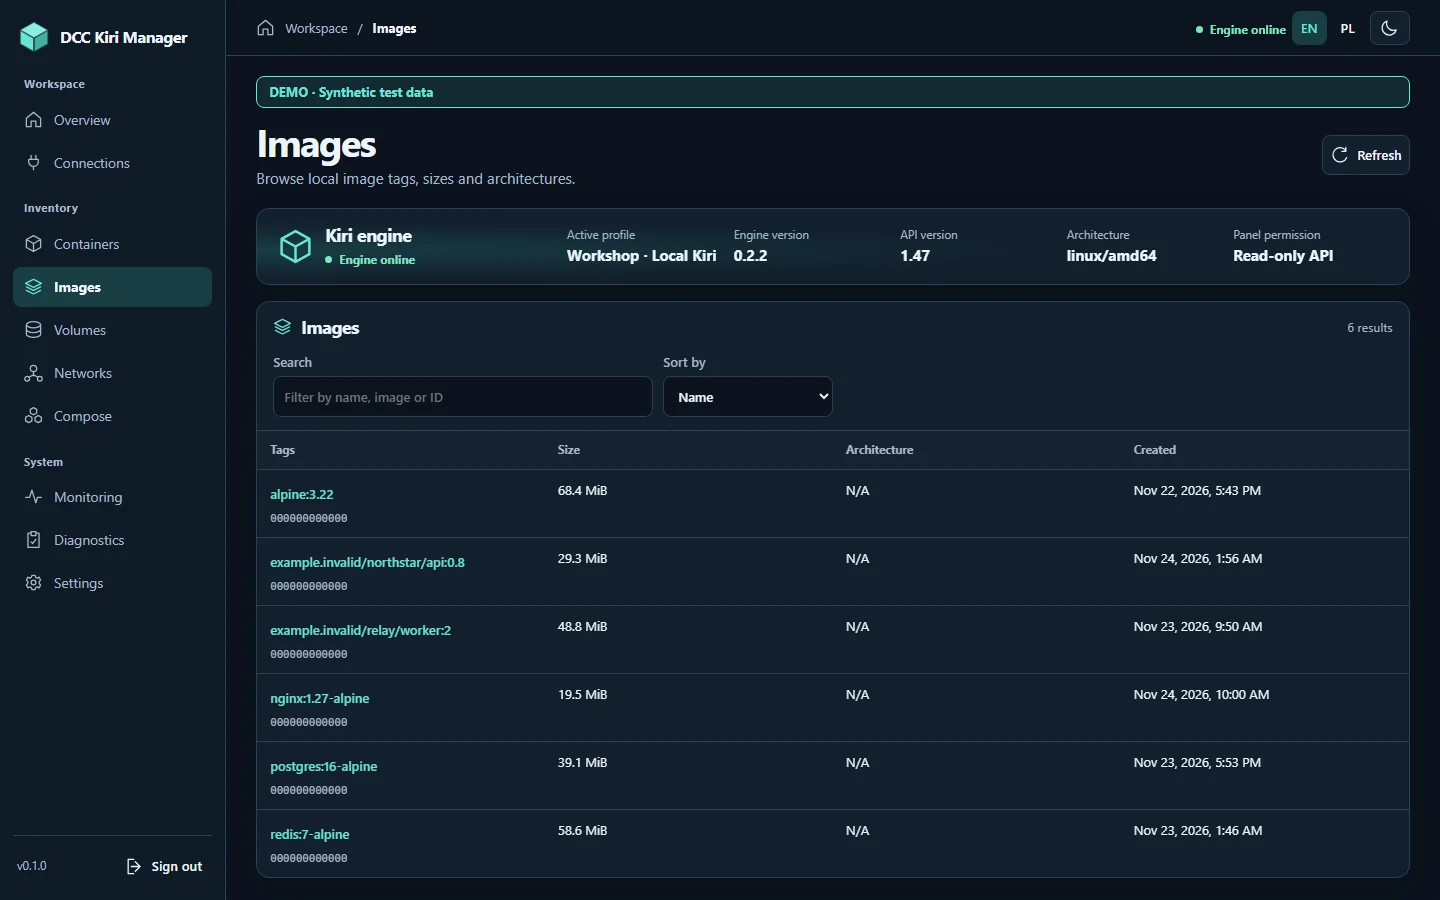 DCC Kiri Manager
Workspace
Overview
Connections
Inventory
Containers
Images
Volumes
Networks
Compose
System
Monitoring
Diagnostics
Settings
v0.1.0
Sign out
Workspace / Images
Engine online
EN
PL
DEMO · Synthetic test data
Images
Browse local image tags, sizes and architectures.
Refresh
Kiri engine
Engine online
Active profile
Workshop · Local Kiri
Engine version
0.2.2
API version
1.47
Architecture
linux/amd64
Panel permission
Read-only API
Images
6 results
Search
Filter by name, image or ID
Sort by
Name
Tags Size Architecture Created
alpine:3.22 68.4 MiB N/A Nov 22, 2026, 5:43 PM
000000000000
example.invalid/northstar/api:0.8 29.3 MiB N/A Nov 24, 2026, 1:56 AM
000000000000
example.invalid/relay/worker:2 48.8 MiB N/A Nov 23, 2026, 9:50 AM
000000000000
nginx:1.27-alpine 19.5 MiB N/A Nov 24, 2026, 10:00 AM
000000000000
postgres:16-alpine 39.1 MiB N/A Nov 23, 2026, 5:53 PM
000000000000
redis:7-alpine 58.6 MiB N/A Nov 23, 2026, 1:46 AM
000000000000